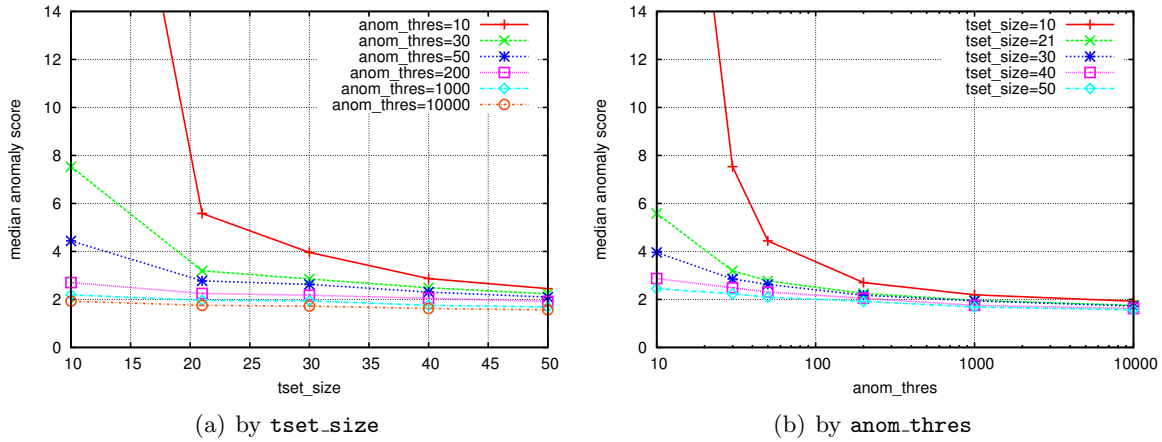 14
12
10
8
6
4
2
0
median anomaly score
10 15 20 25 30 35 40 45 50
tset_size
anom_thres=10
anom_thres=30
anom_thres=50
anom_thres=200
anom_thres=1000
anom_thres=10000
(a) by tset_size
14
12
10
8
6
4
2
0
median anomaly score
10 100 1000 10000
anom_thres
tset_size=10
tset_size=21
tset_size=30
tset_size=40
tset_size=50
(b) by anom_thres